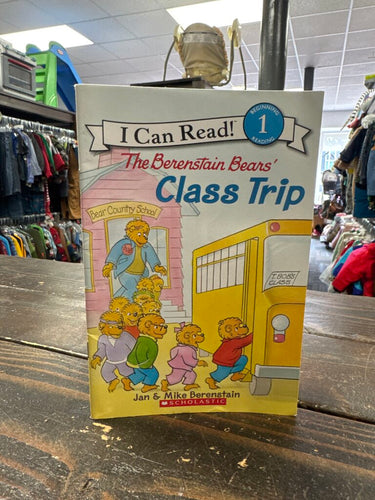 I Can Read!®
BEGINNING
1
READING
The Berenstain Bears'
Class Trip
Bear Country School
Jan & Mike Berenstain
SCHOLASTIC